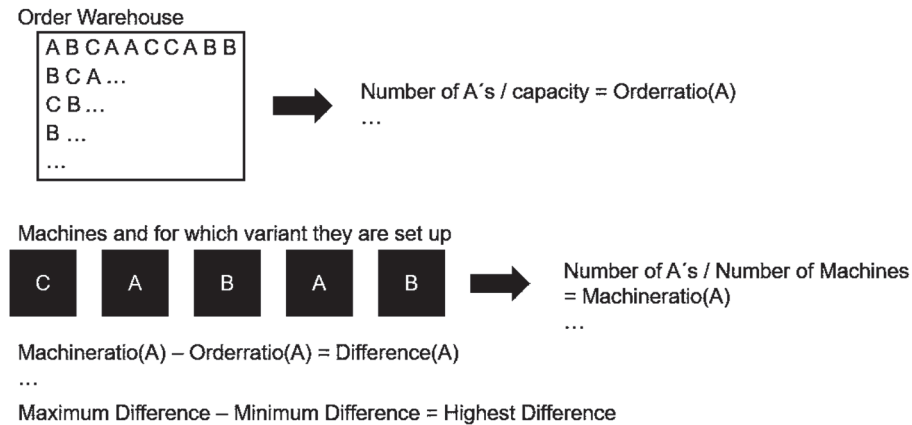 Order Warehouse
A B C A A C C A B B
B C A ...
C B ...
B ...
...
Number of A´s / capacity = Orderratio(A)
...
Machines and for which variant they are set up
C A B A B
Number of A´s / Number of Machines
= Machineratio(A)
...
Machineratio(A) – Orderratio(A) = Difference(A)
...
Maximum Difference – Minimum Difference = Highest Difference